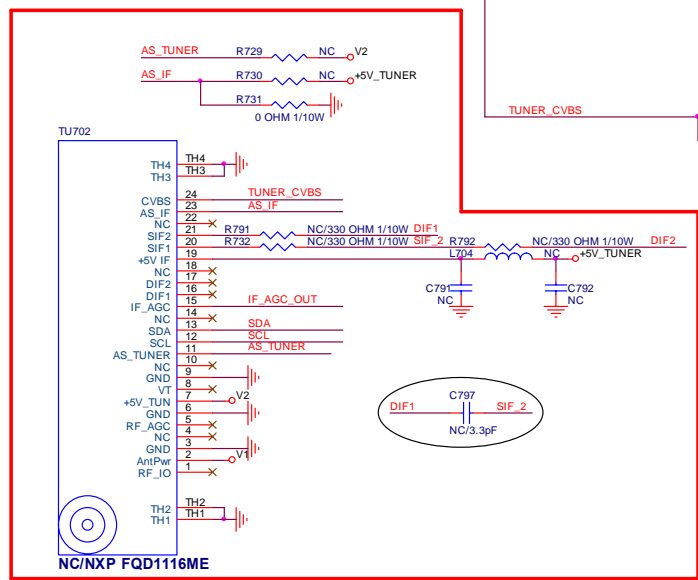 AS_TUNER R729 NC V2
AS_IF R730 NC +5V_TUNER
R731
0 OHM 1/10W
TUNER_CVBS
TU702
TH4 TH4
TH3 TH3
CVBS 24 TUNER_CVBS
AS_IF 23 AS_IF
NC 22
SIF2 21 R791 NC/330 OHM 1/10W DIF1
SIF1 20 R732 NC/330 OHM 1/10W SIF_2 R792 NC/330 OHM 1/10W DIF2
+5V IF 19 L704 NC +5V_TUNER
NC 18
DIF2 17
DIF1 16
IF_AGC 15 IF_AGC_OUT
NC 14
SDA 13 SDA
SCL 12 SCL
AS_TUNER 11 AS_TUNER
NC 10
GND 9
VT 8
+5V_TUN 7 V2
GND 6
RF_AGC 5
NC 4
GND 3
AntPwr 2 V1
RF_IO 1
TH2 TH2
TH1 TH1
C791
NC
C792
NC
C797
DIF1 SIF_2
NC/3.3pF
NC/NXP FQD1116ME